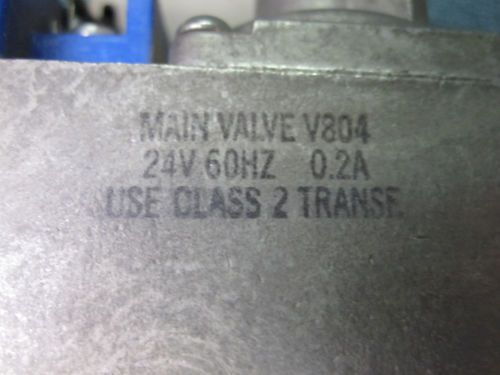 MAIN VALVE V804
24V 60HZ 0.2A
USE CLASS 2 TRANSF.